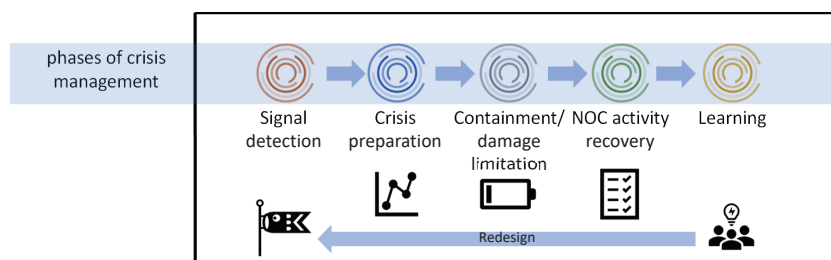 phases of crisis
management
Signal
detection
Crisis
preparation
Containment/
damage
limitation
NOC activity
recovery
Learning
Redesign